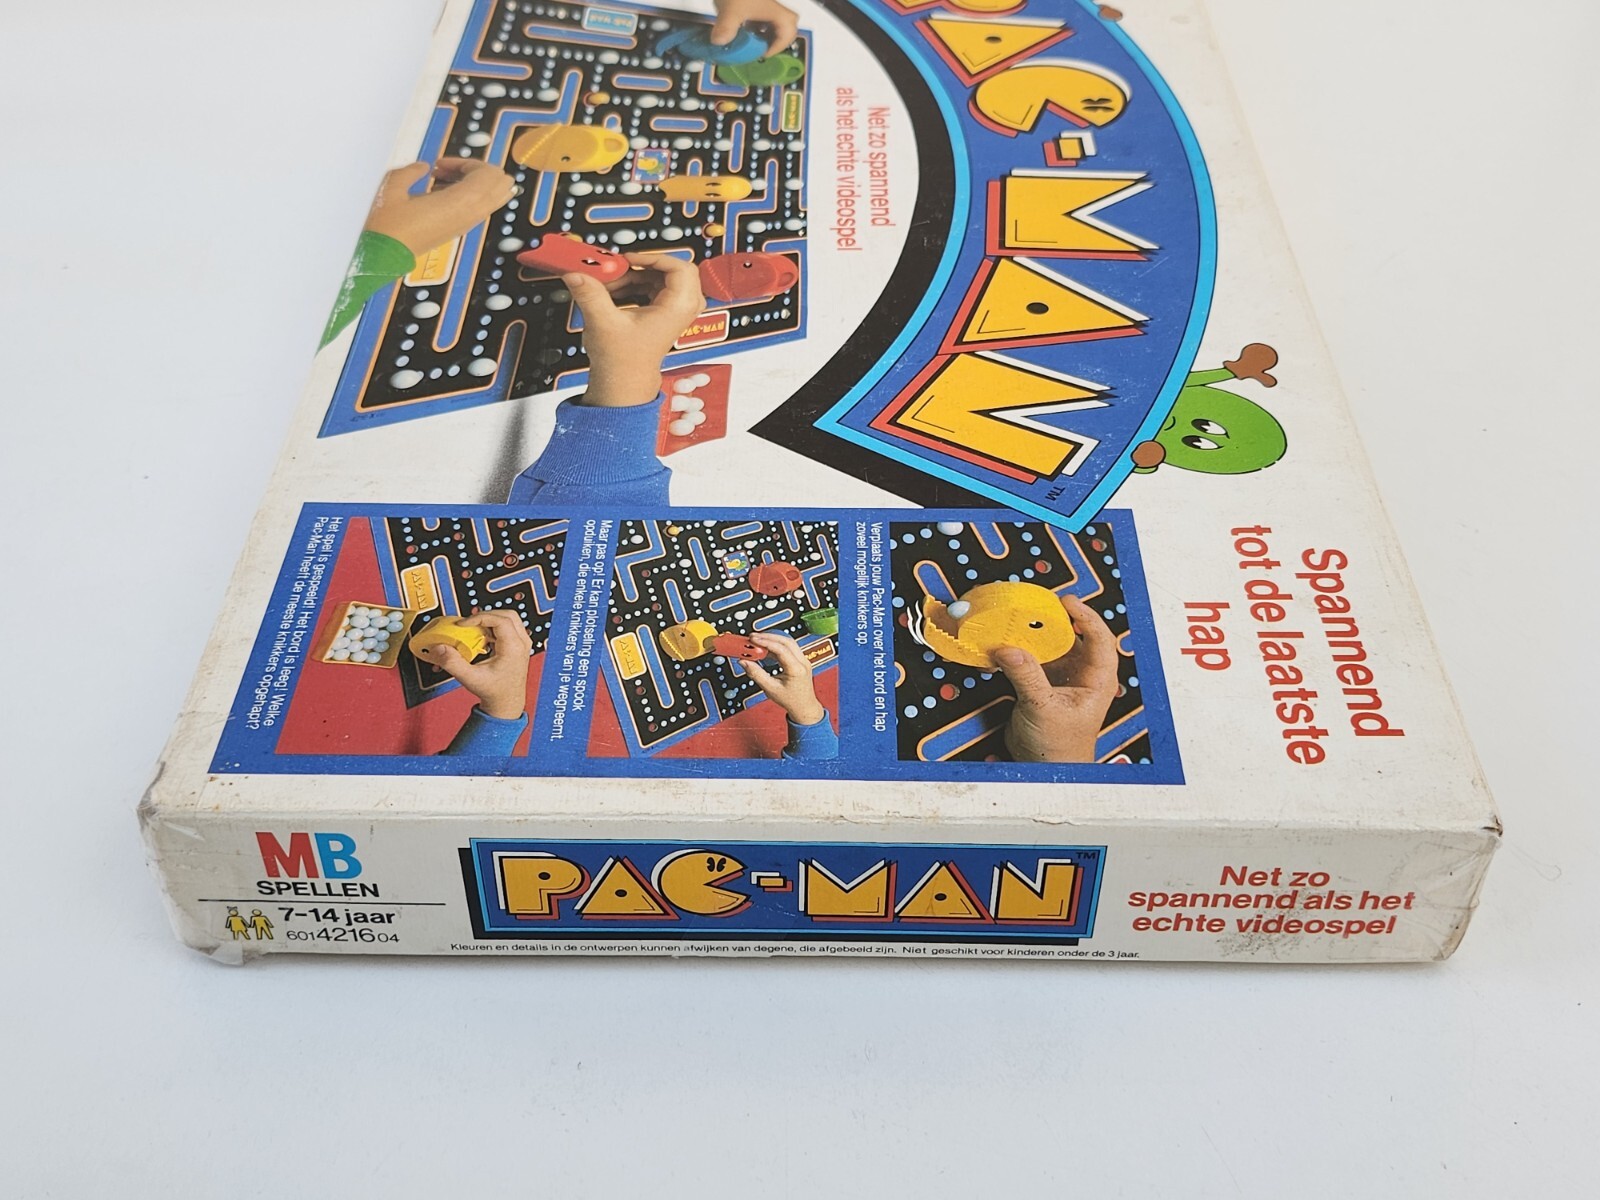 PAC-MAN
TM
Net zo spannend
als het echte videospel
Spannend
tot de laatste
hap
Verplaats jouw Pac-Man over het bord en hap
zoveel mogelijk knikkers op.
Maar pas op! Er kan plotseling een spook
opduiken, die enkele knikkers van je wegneemt.
Het spel is gespeeld! Het bord is leeg! Welke
Pac-Man heeft de meeste knikkers opgehapt?
MB
SPELLEN
7-14 jaar
601421604
PAC-MAN
TM
Net zo
spannend als het
echte videospel
Kleuren en details in de ontwerpen kunnen afwijken van degene, die afgebeeld zijn. Niet geschikt voor kinderen onder de 3 jaar.